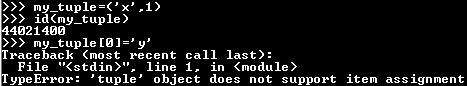 >>> my_tuple=('x',1)
>>> id(my_tuple)
44021400
>>> my_tuple[0]='y'
Traceback (most recent call last):
  File "<stdin>", line 1, in <module>
TypeError: 'tuple' object does not support item assignment